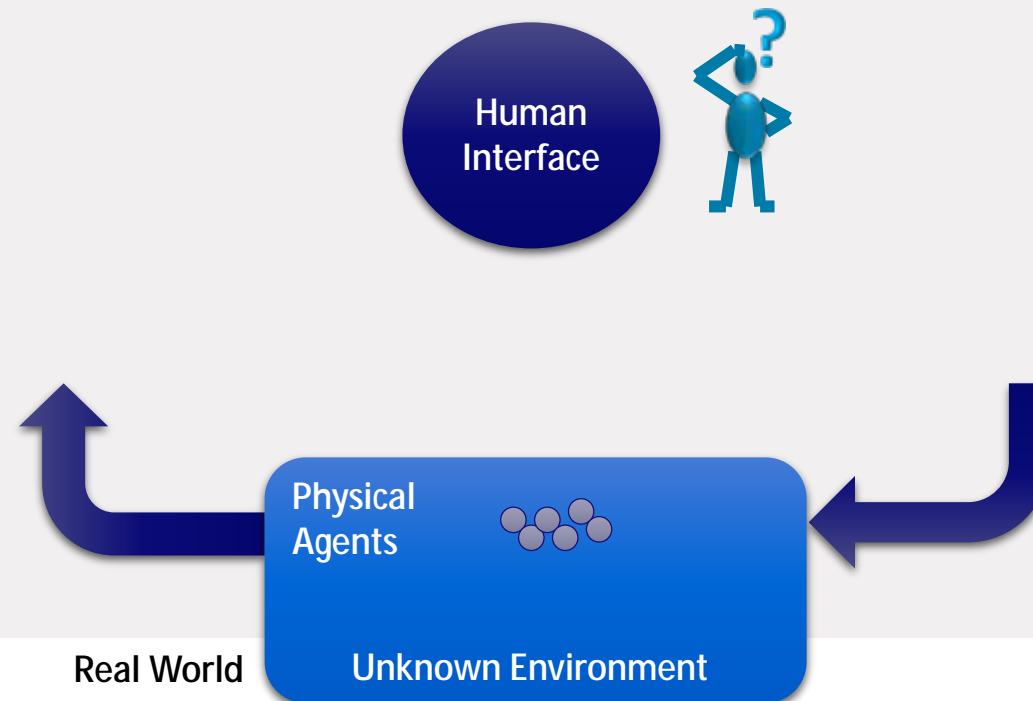 ?
Human
Interface
Physical
Agents
Real World
Unknown Environment